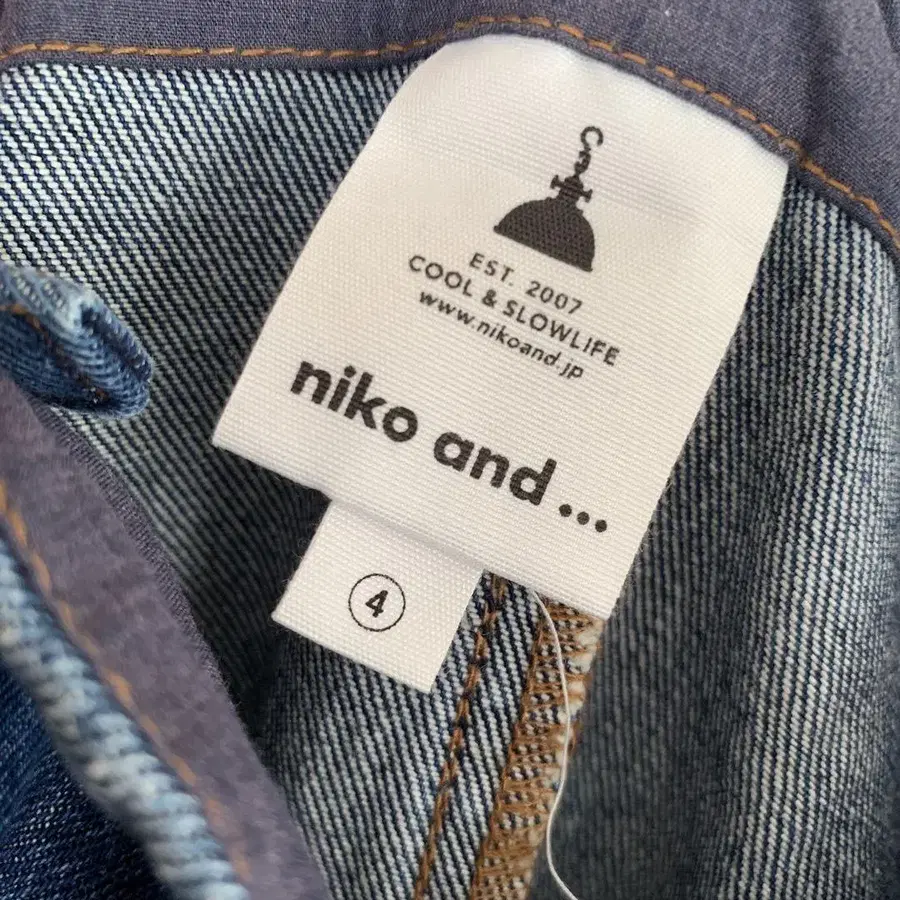 EST. 2007
COOL & SLOWLIFE
www.nikoand.jp
niko and ...
4